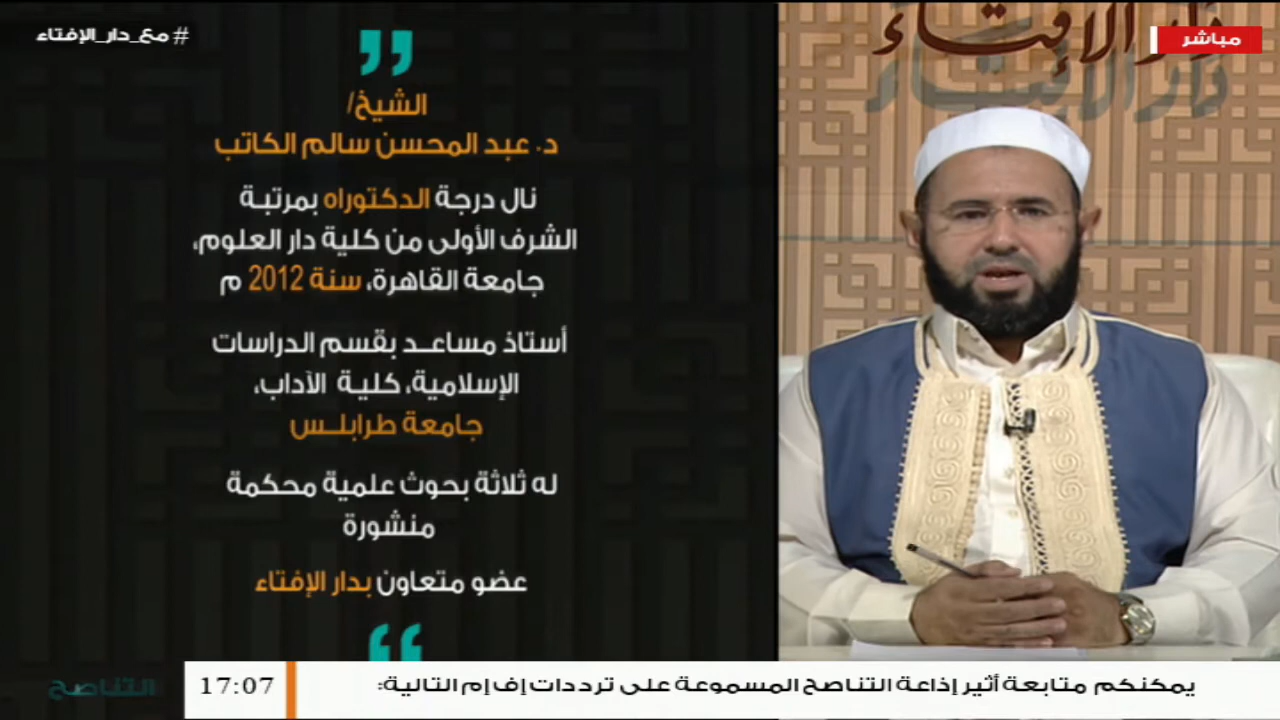 #مع_دار_الإفتاء
دار الإفتاء
مباشر
الشيخ/
د. عبد المحسن سالم الكاتب
نال درجة الدكتوراه بمرتبة
الشرف الأولى من كلية دار العلوم،
جامعة القاهرة، سنة 2012 م
أستاذ مساعد بقسم الدراسات
الإسلامية، كلية الآداب،
جامعة طرابلس
له ثلاثة بحوث علمية محكمة
منشورة
عضو متعاون بدار الإفتاء
يمكنكم متابعة أثير إذاعة التناصح المسموعة على ترددات إف إم التالية:
17:07
التناصح